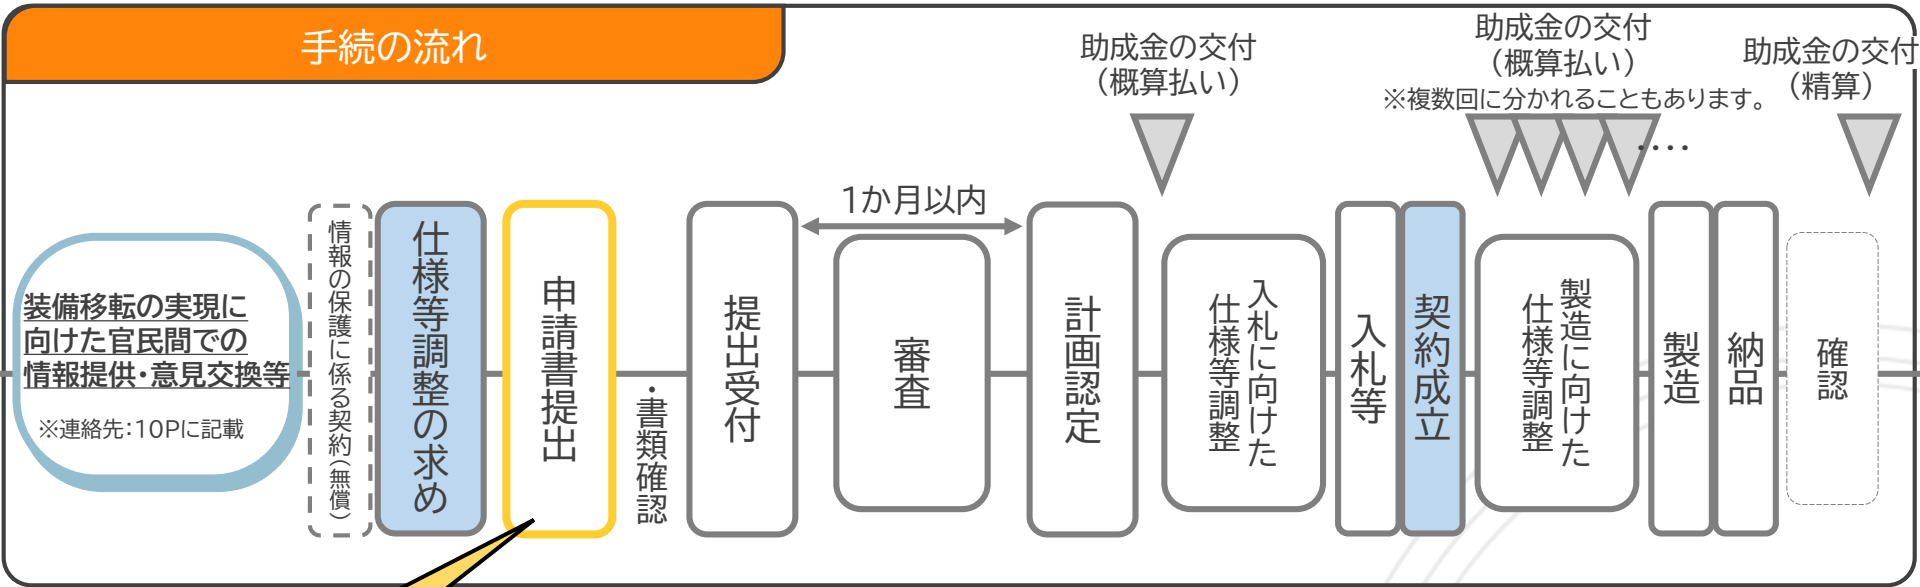 手続の流れ
助成金の交付
（概算払い）
助成金の交付
（概算払い）
※複数回に分かれることもあります。
助成金の交付
（精算）
1か月以内
装備移転の実現に
向けた官民間での
情報提供・意見交換等
※連絡先：10Pに記載
情報の保護に係る契約（無償）
仕様等調整の求め
申請書提出
・書類確認
提出受付
審査
計画認定
入札に向けた
仕様等調整
入札等
契約成立
製造に向けた
仕様等調整
‥‥
製造
納品
確認